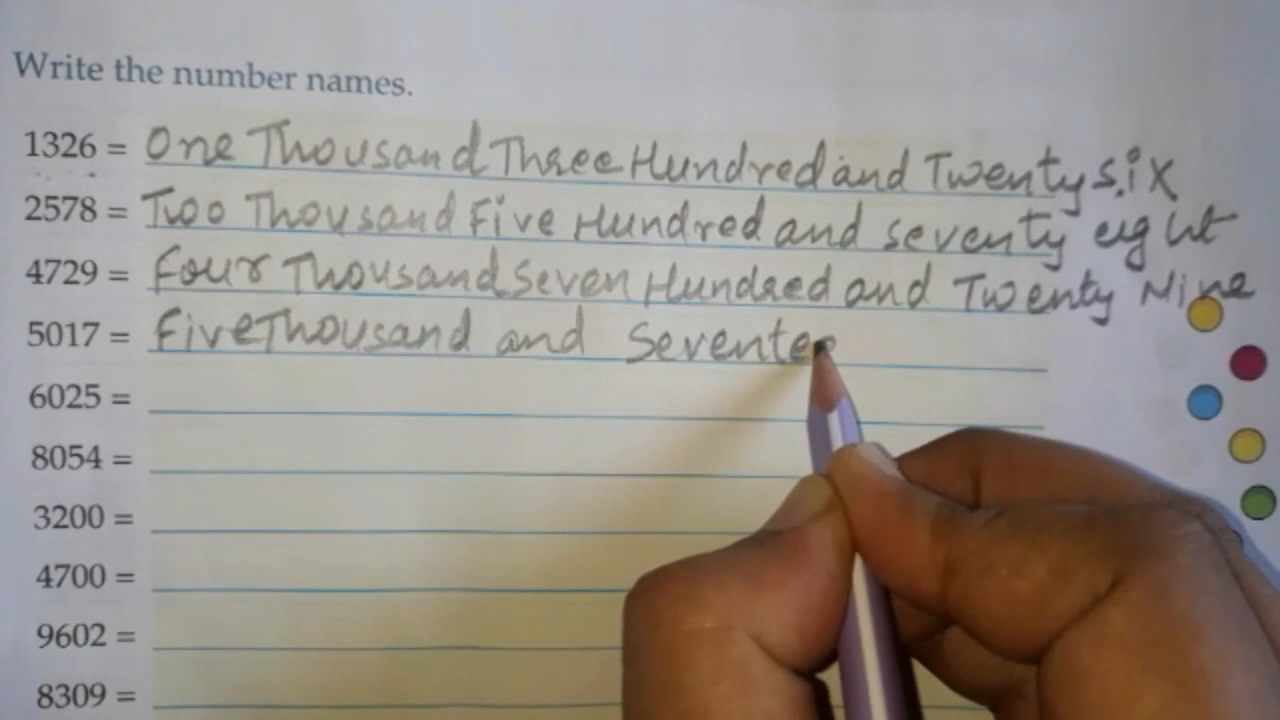 Write the number names.
1326 = One Thousand Three Hundred and Twenty six
2578 = Two Thousand Five Hundred and seventy eight
4729 = Four Thousand Seven Hundred and Twenty Nine
5017 = Five Thousand and Sevente
6025 =
8054 =
3200 =
4700 =
9602 =
8309 =